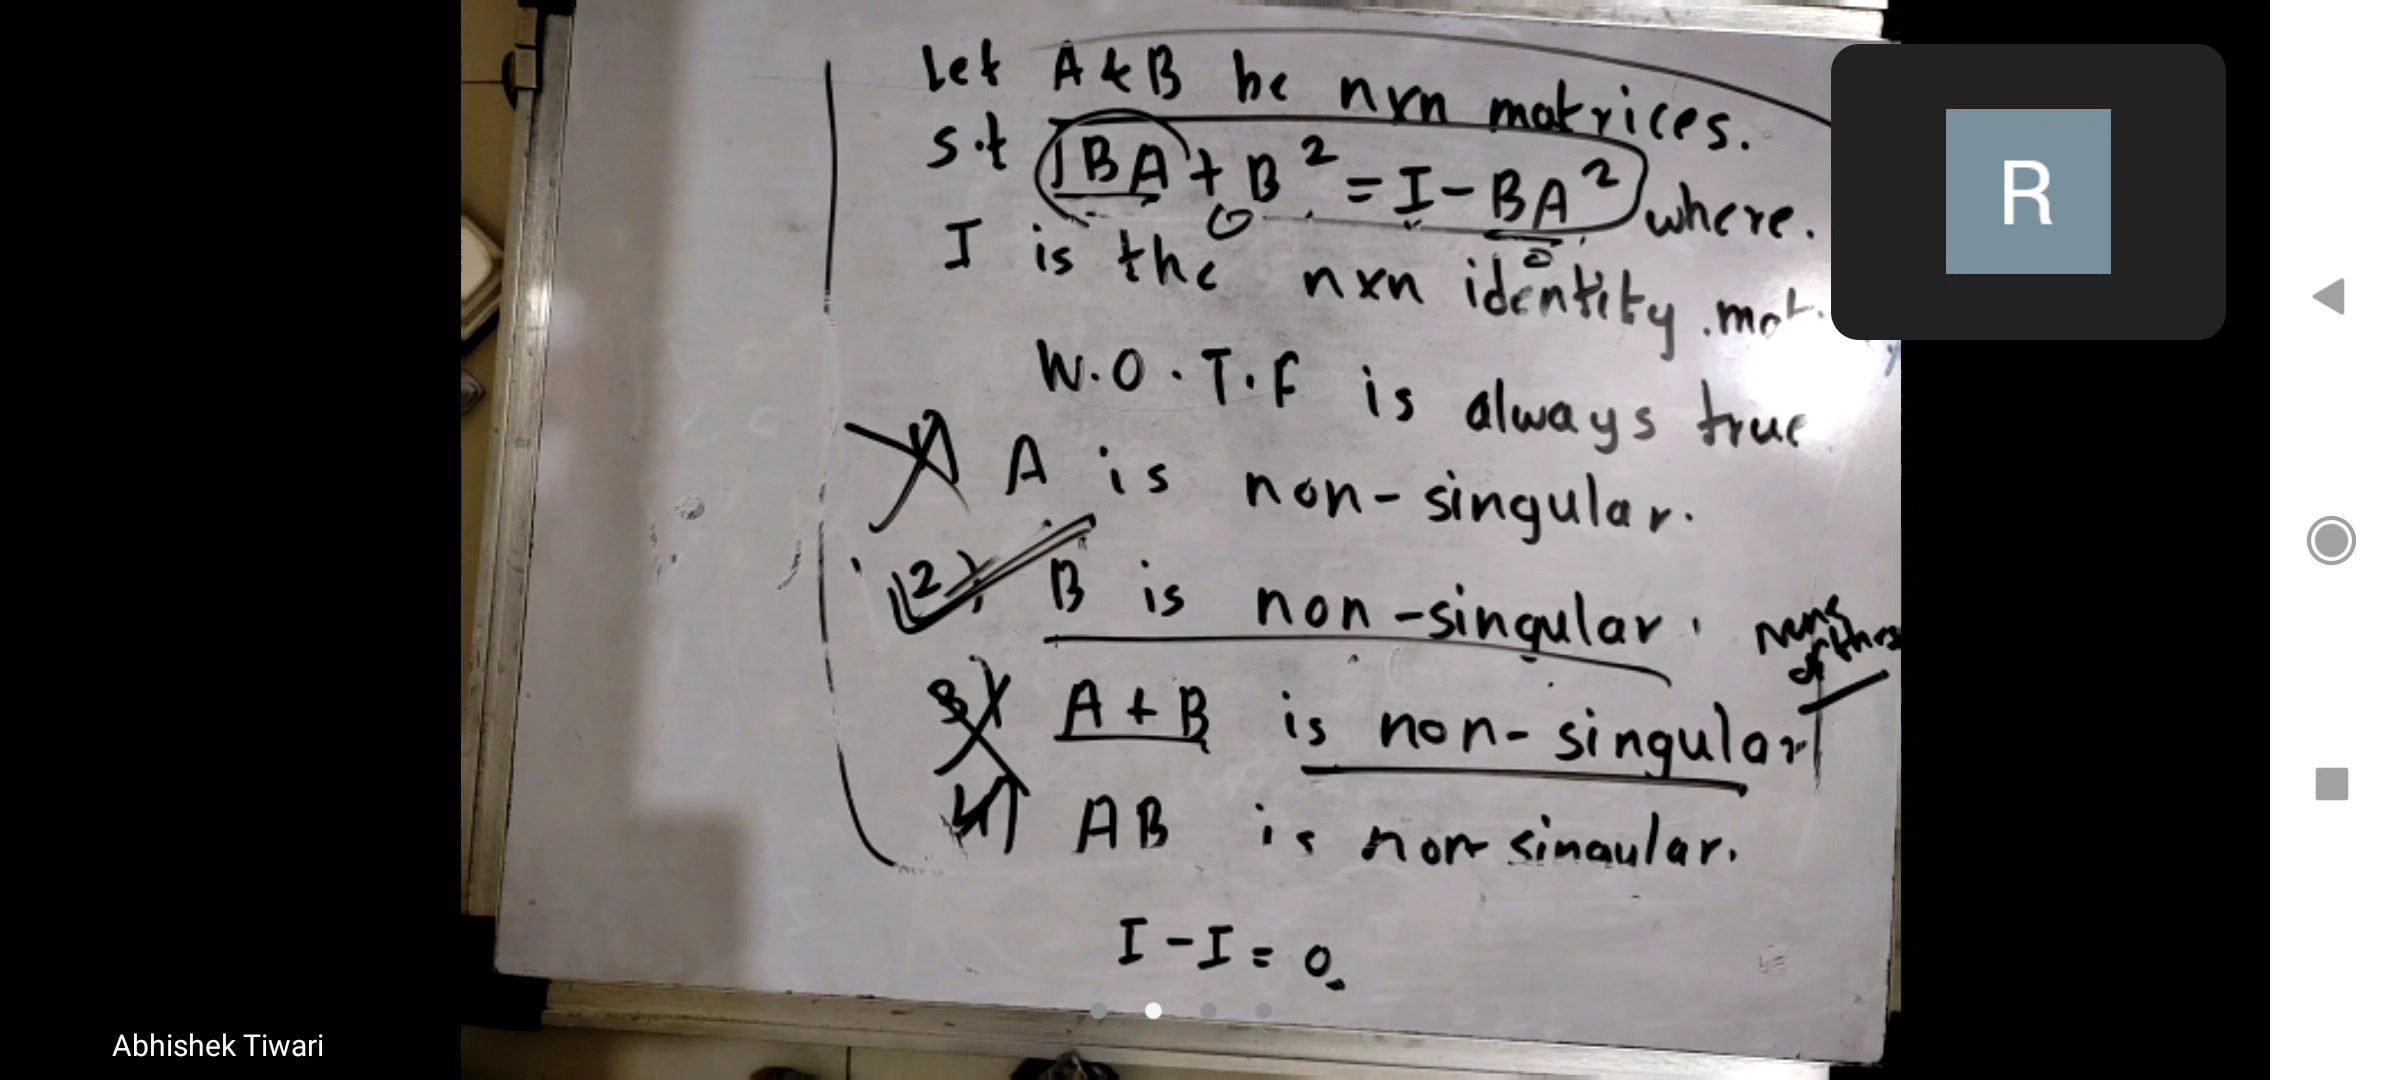 Let A & B be nxn matrices.
s.t BA + B² = I - BA² where.
I is the nxn identity
W.O.T.F is always true
1) A is non-singular.
(2) B is non-singular.
3) A + B is non-singular
4) AB is non singular.
I - I = 0
R
Abhishek Tiwari